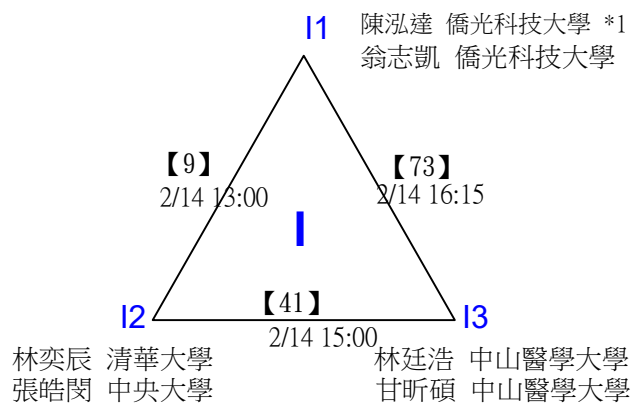 I1
陳泓達 僑光科技大學 *1
翁志凱 僑光科技大學
【9】
2/14 13:00
【73】
2/14 16:15
I
【41】
2/14 15:00
I2
I3
林奕辰 清華大學
張皓閔 中央大學
林廷浩 中山醫學大學
甘昕碩 中山醫學大學